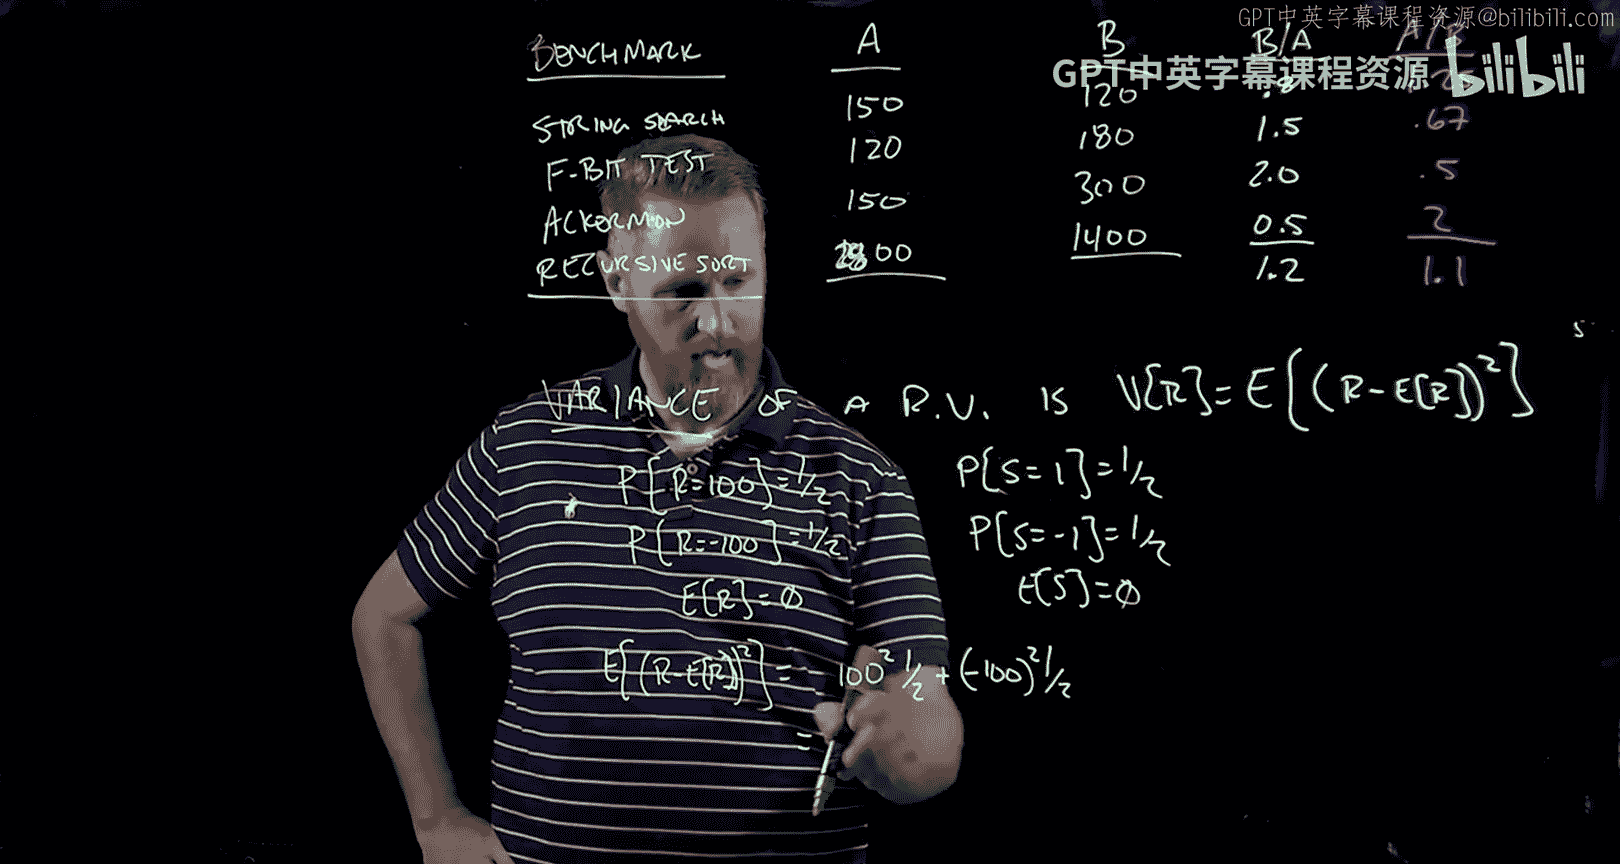 GPT中英字幕课程资源@bilibili.com
GPT中英字幕课程资源 bilibili
BENCHMARK A B B/A A/B
STRING SEARCH 150 120 .8
F-BIT TEST 120 180 1.5 .67
ACKERMON 150 300 2.0 .5
RECURSIVE SORT 2800 1400 0.5 2
1.2 1.1
S
VARIANCE OF A R.V. IS V[R]=E[(R-E[R])²]
P[R=100]=1/2 P[S=1]=1/2
P[R=-100]=1/2 P[S=-1]=1/2
E[R]=0 E[S]=0
E[(R-E[R])²]= 100² 1/2 + (-100)² 1/2
=